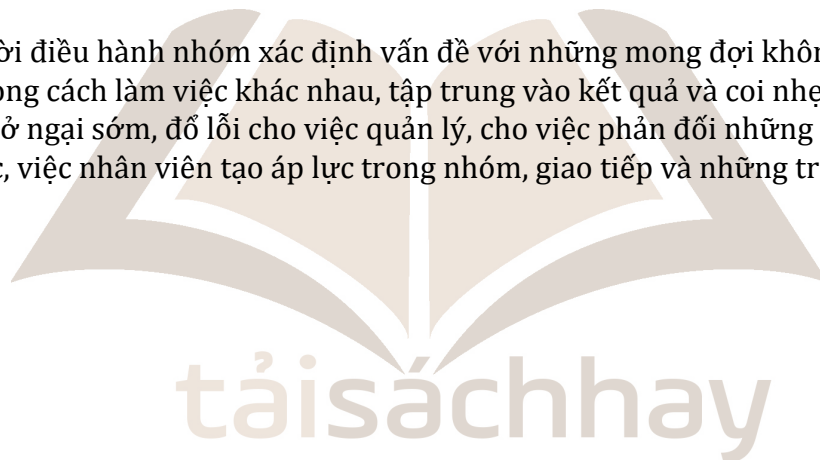 ời điều hành nhóm xác định vấn đề với những mong đợi khôn
ong cách làm việc khác nhau, tập trung vào kết quả và coi nhẹ
ở ngại sớm, đổ lỗi cho việc quản lý, cho việc phản đối những
, việc nhân viên tạo áp lực trong nhóm, giao tiếp và những tr
tảisáchhay